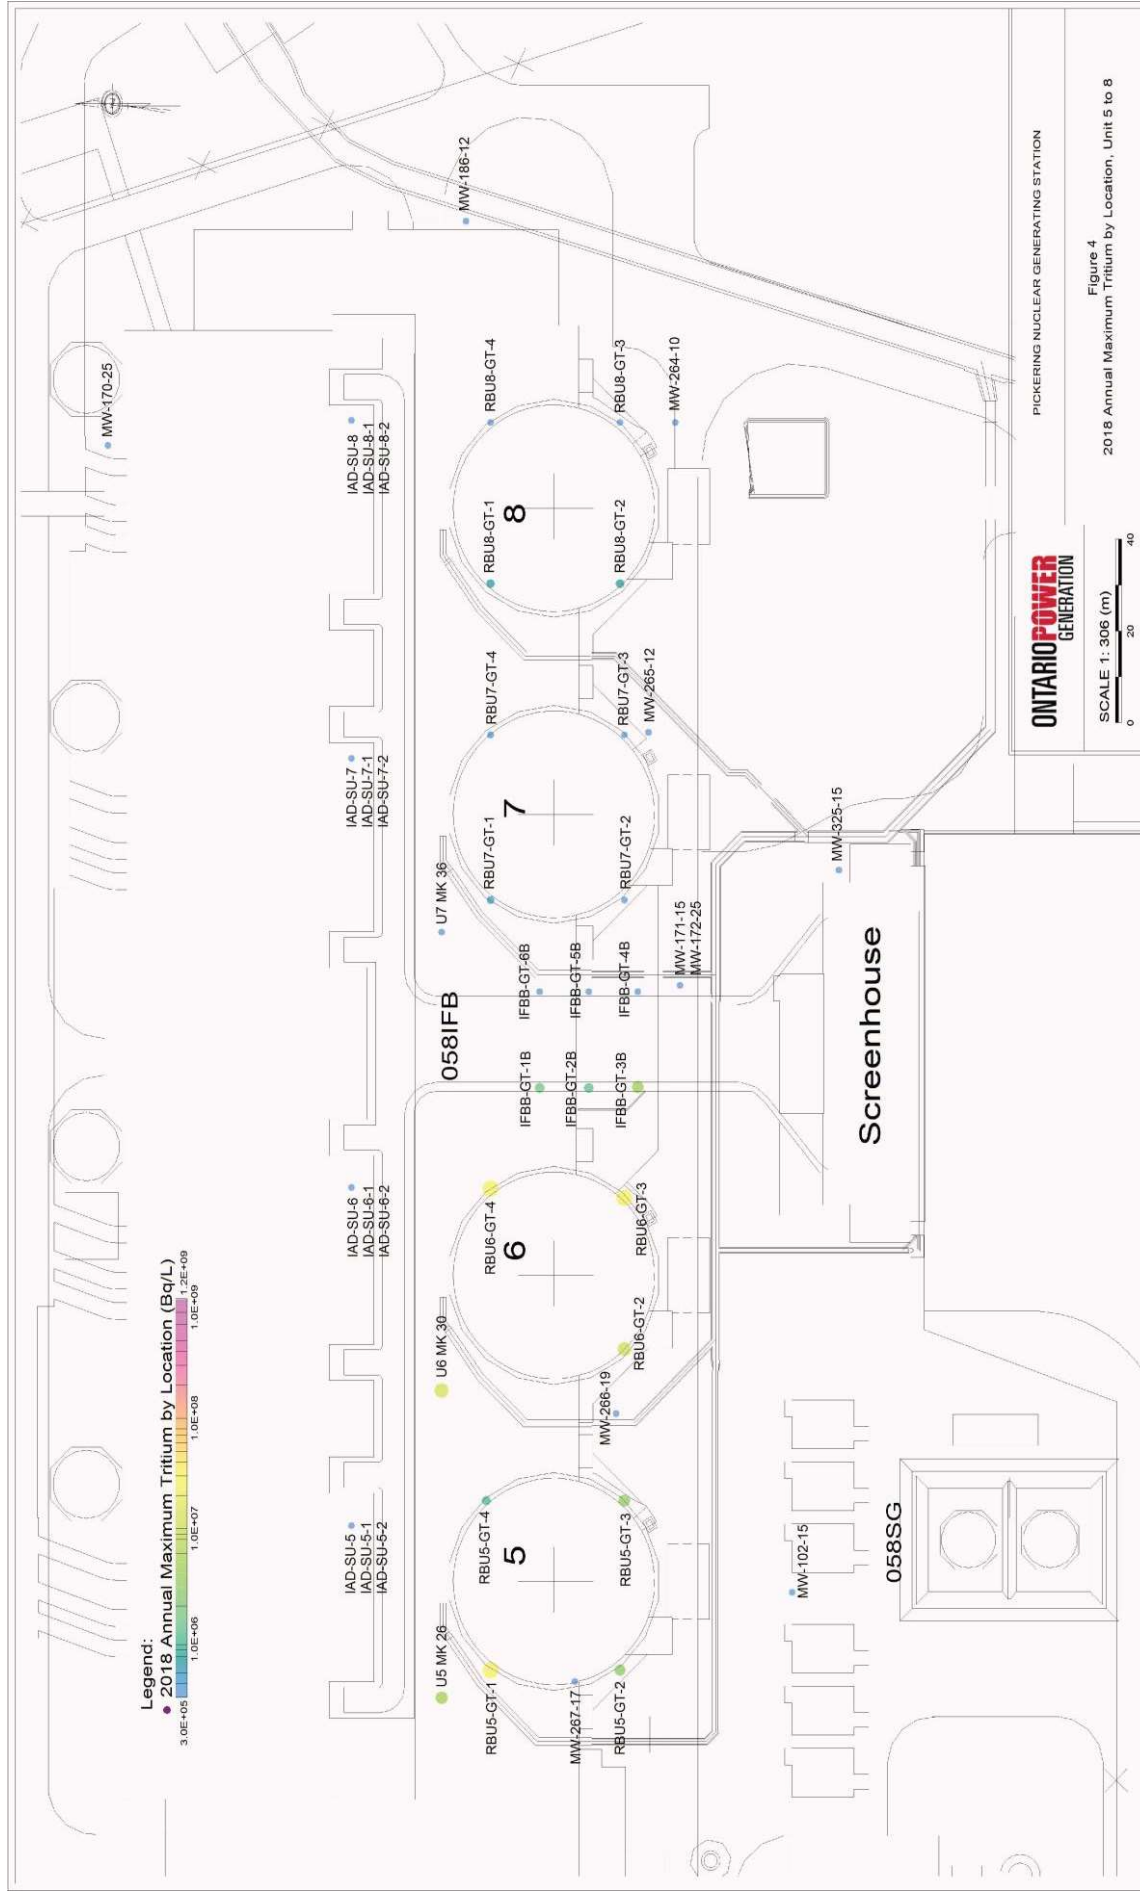 Legend:
2018 Annual Maximum Tritium by Location (Bq/L)
3.0E+05
1.0E+06
1.0E+07
1.0E+08
1.0E+09
1.2E+09
MW-170-25
IAD-SU-5
IAD-SU-5-1
IAD-SU-5-2
IAD-SU-6
IAD-SU-6-1
IAD-SU-6-2
IAD-SU-7
IAD-SU-7-1
IAD-SU-7-2
IAD-SU-8
IAD-SU-8-1
IAD-SU-8-2
MW-186-12
U5 MK 26
U6 MK 30
058IFB
U7 MK 36
RBU5-GT-1
RBU5-GT-4
5
MW-267-17
RBU5-GT-2
RBU5-GT-3
MW-266-19
RBU6-GT-4
6
RBU6-GT-2
RBU6-GT-3
IFBB-GT-1B
IFBB-GT-6B
IFBB-GT-2B
IFBB-GT-5B
IFBB-GT-3B
IFBB-GT-4B
MW-171-15
MW-172-25
RBU7-GT-1
RBU7-GT-4
7
RBU7-GT-2
RBU7-GT-3
MW-265-12
RBU8-GT-1
RBU8-GT-4
8
RBU8-GT-2
RBU8-GT-3
MW-264-10
MW-102-15
058SG
Screenhouse
MW-325-15
ONTARIOPOWER
GENERATION
SCALE 1: 306 (m)
0 20 40
PICKERING NUCLEAR GENERATING STATION
Figure 4
2018 Annual Maximum Tritium by Location, Unit 5 to 8